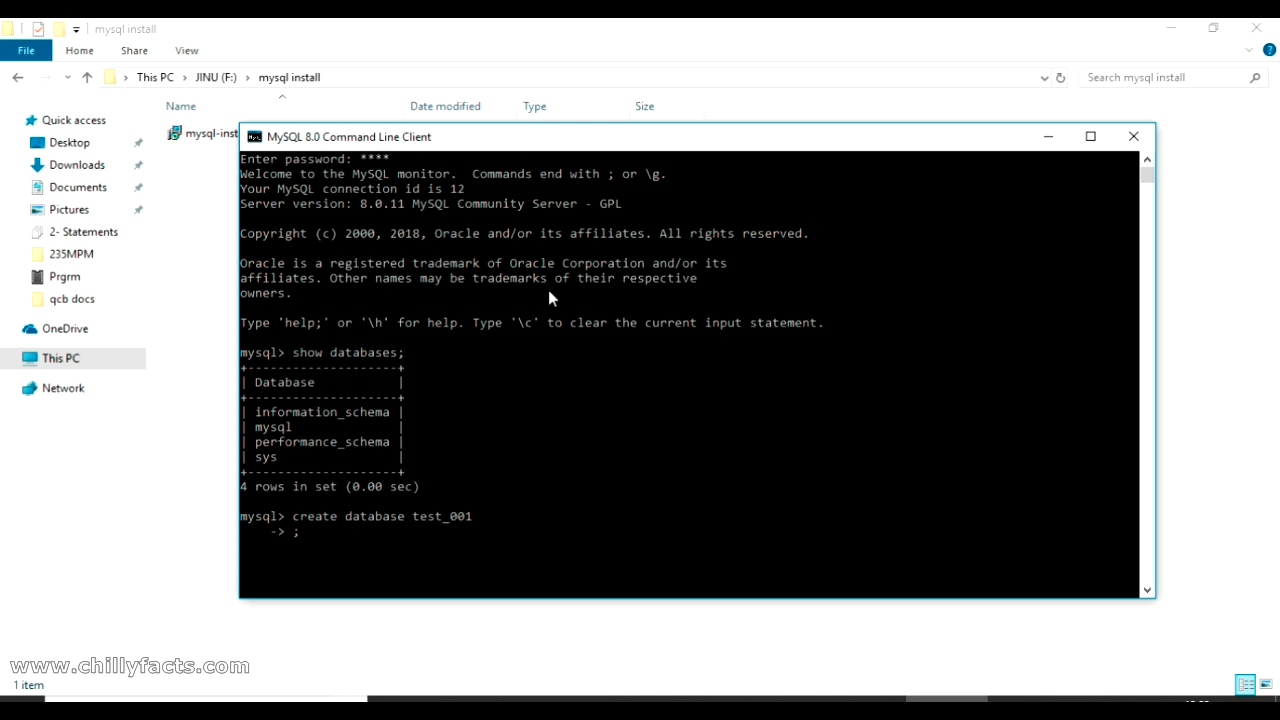 mysql install
File Home Share View
This PC JINU (F:) mysql install Search mysql install
Name Date modified Type Size
Quick access
Desktop
Downloads
Documents
Pictures
2- Statements
235MPM
Prgrm
qcb docs
OneDrive
This PC
Network
mysql-inst
MySQL 8.0 Command Line Client
Enter password: ****
Welcome to the MySQL monitor.  Commands end with ; or \g.
Your MySQL connection id is 12
Server version: 8.0.11 MySQL Community Server - GPL
Copyright (c) 2000, 2018, Oracle and/or its affiliates. All rights reserved.
Oracle is a registered trademark of Oracle Corporation and/or its
affiliates. Other names may be trademarks of their respective
owners.
Type 'help;' or '\h' for help. Type '\c' to clear the current input statement.
mysql> show databases;
+--------------------+
| Database           |
+--------------------+
| information_schema |
| mysql              |
| performance_schema |
| sys                |
+--------------------+
4 rows in set (0.00 sec)
mysql> create database test_001
    -> ;
www.chillyfacts.com
1 item